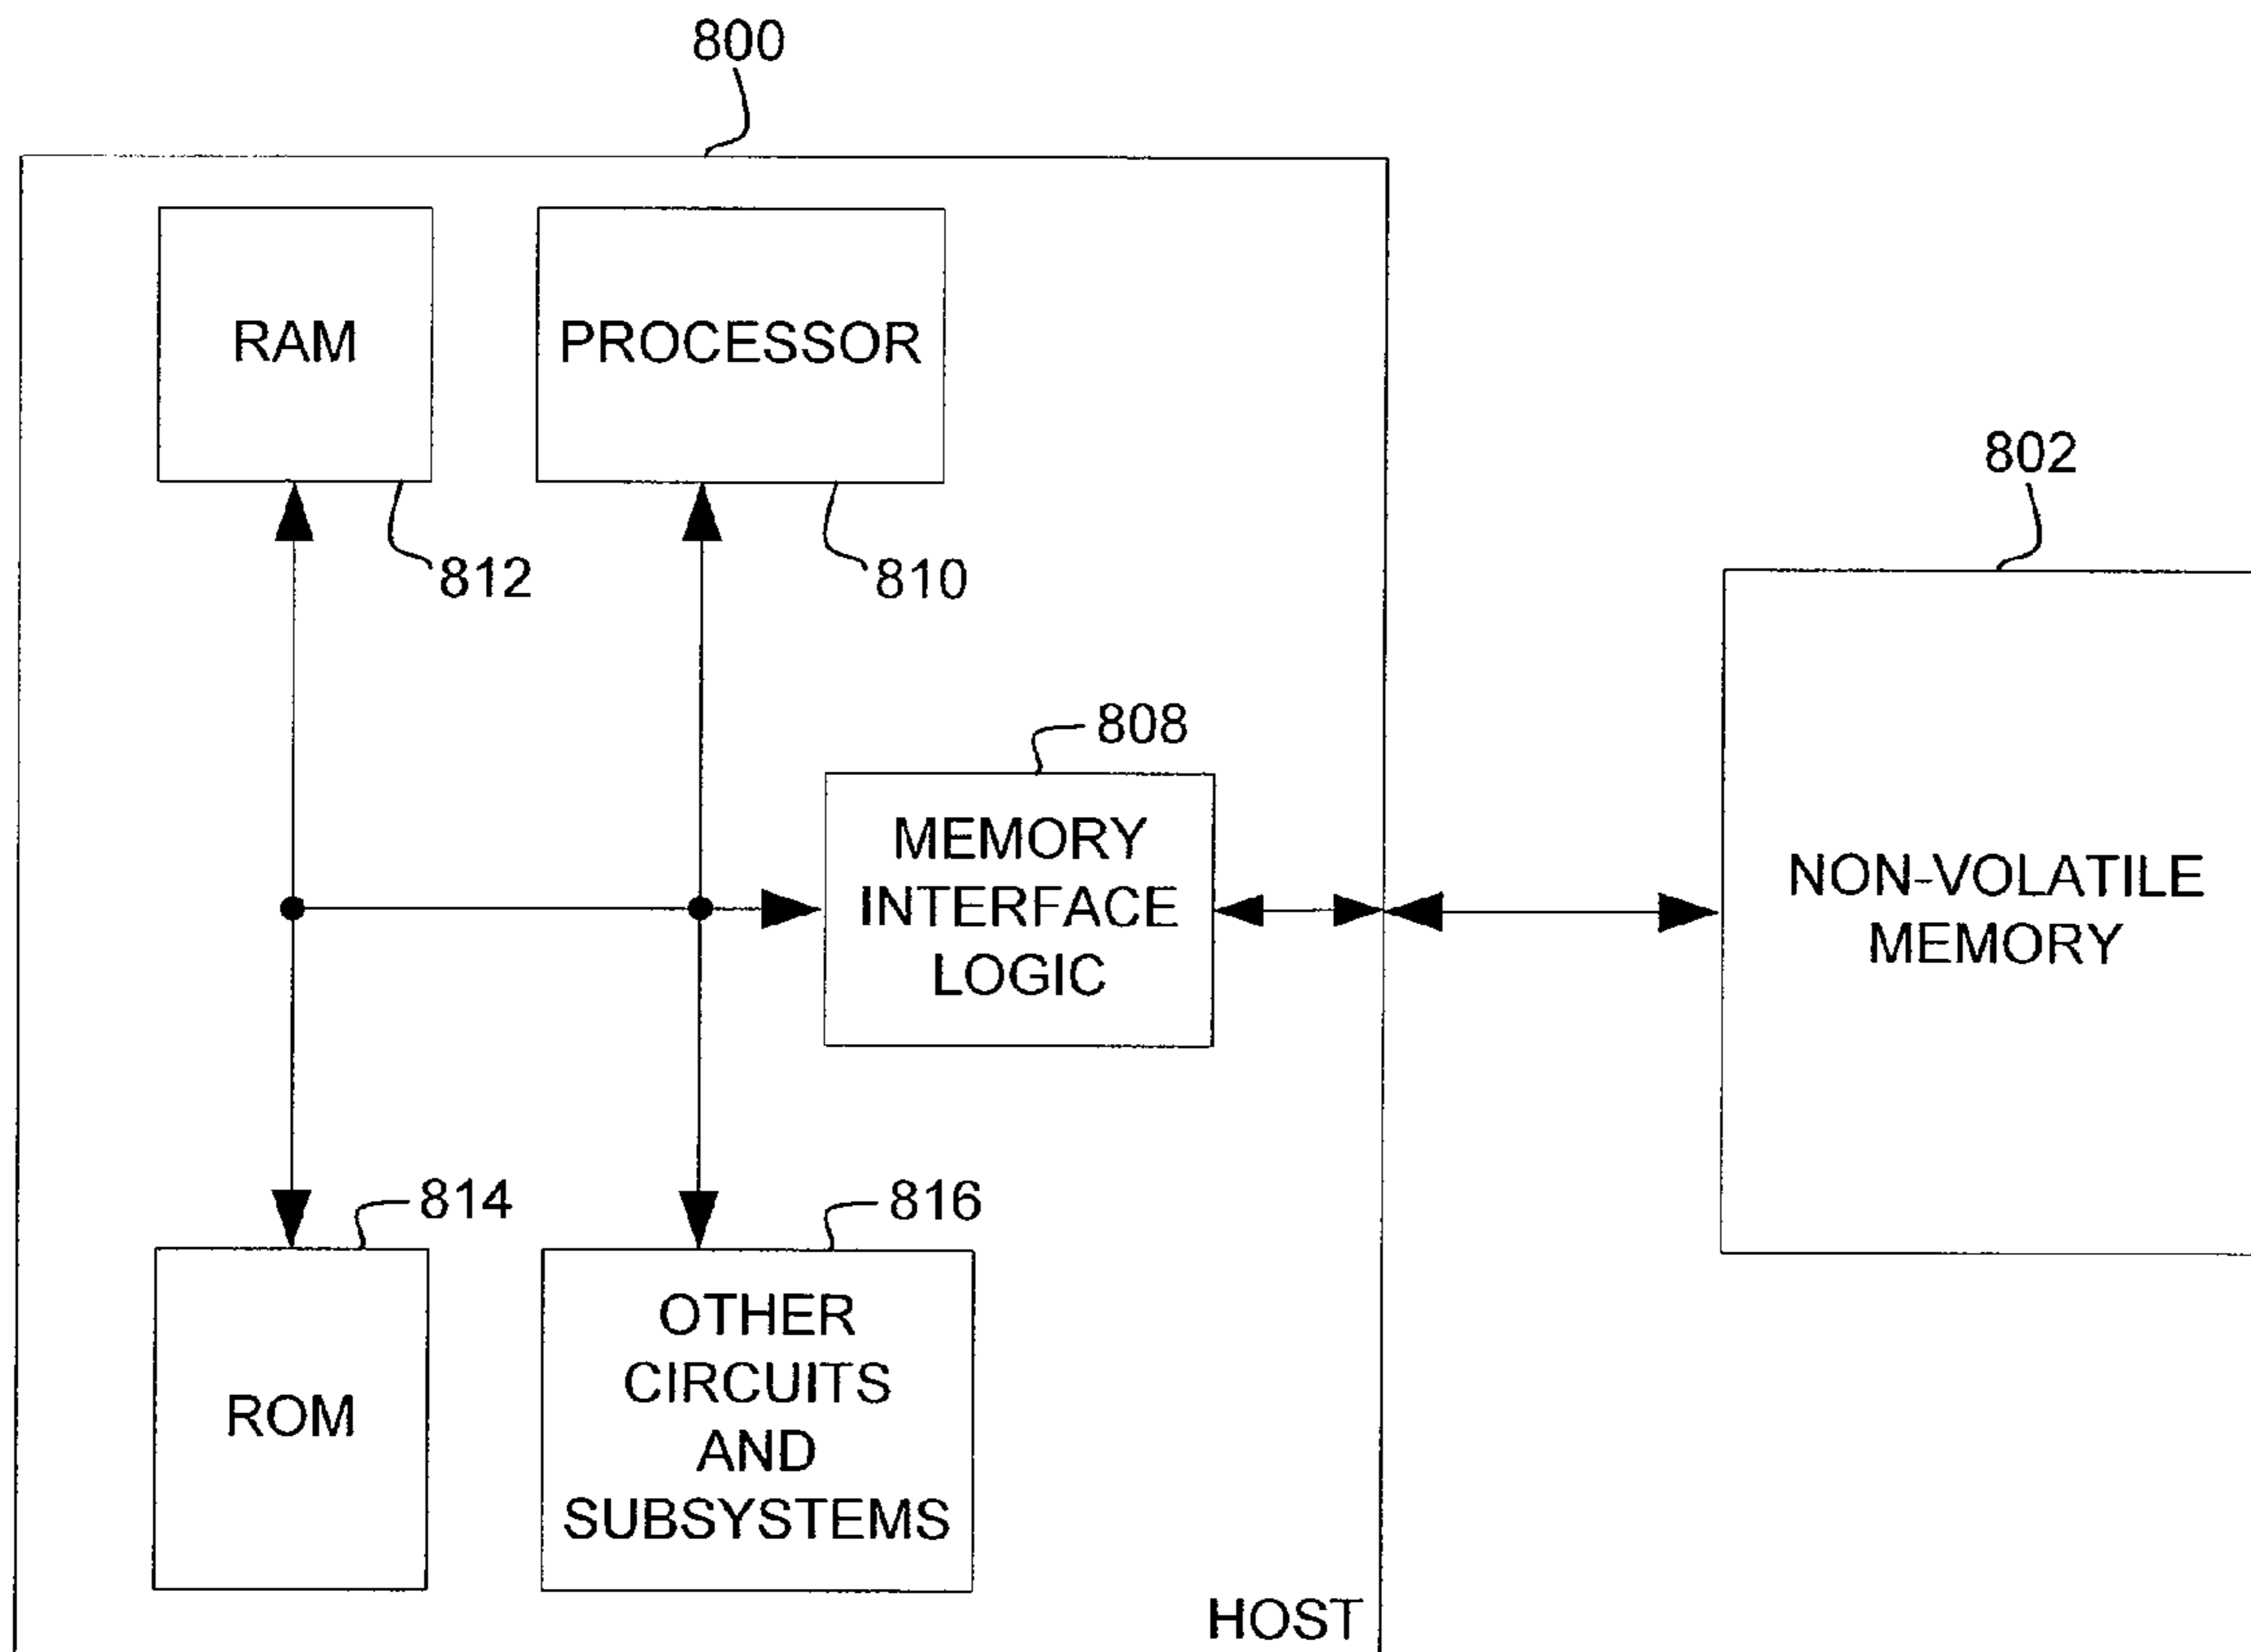 800
RAM
PROCESSOR
802
812
810
808
MEMORY
INTERFACE
LOGIC
NON-VOLATILE
MEMORY
814
816
ROM
OTHER
CIRCUITS
AND
SUBSYSTEMS
HOST